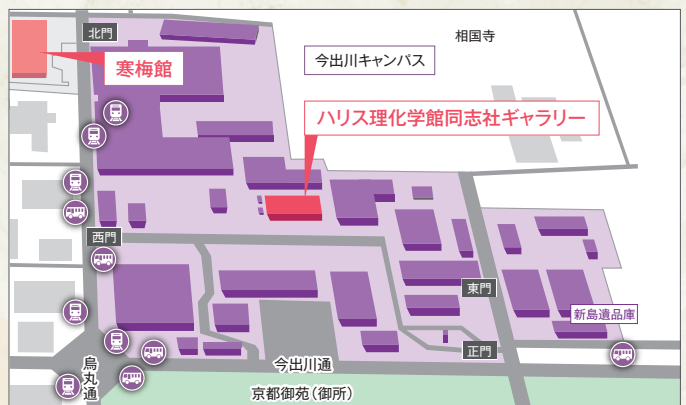 北門
相国寺
今出川キャンパス
寒梅館
ハリス理化学館同志社ギャラリー
西門
東門
新島遺品庫
正門
今出川通
烏丸通
京都御苑(御所)